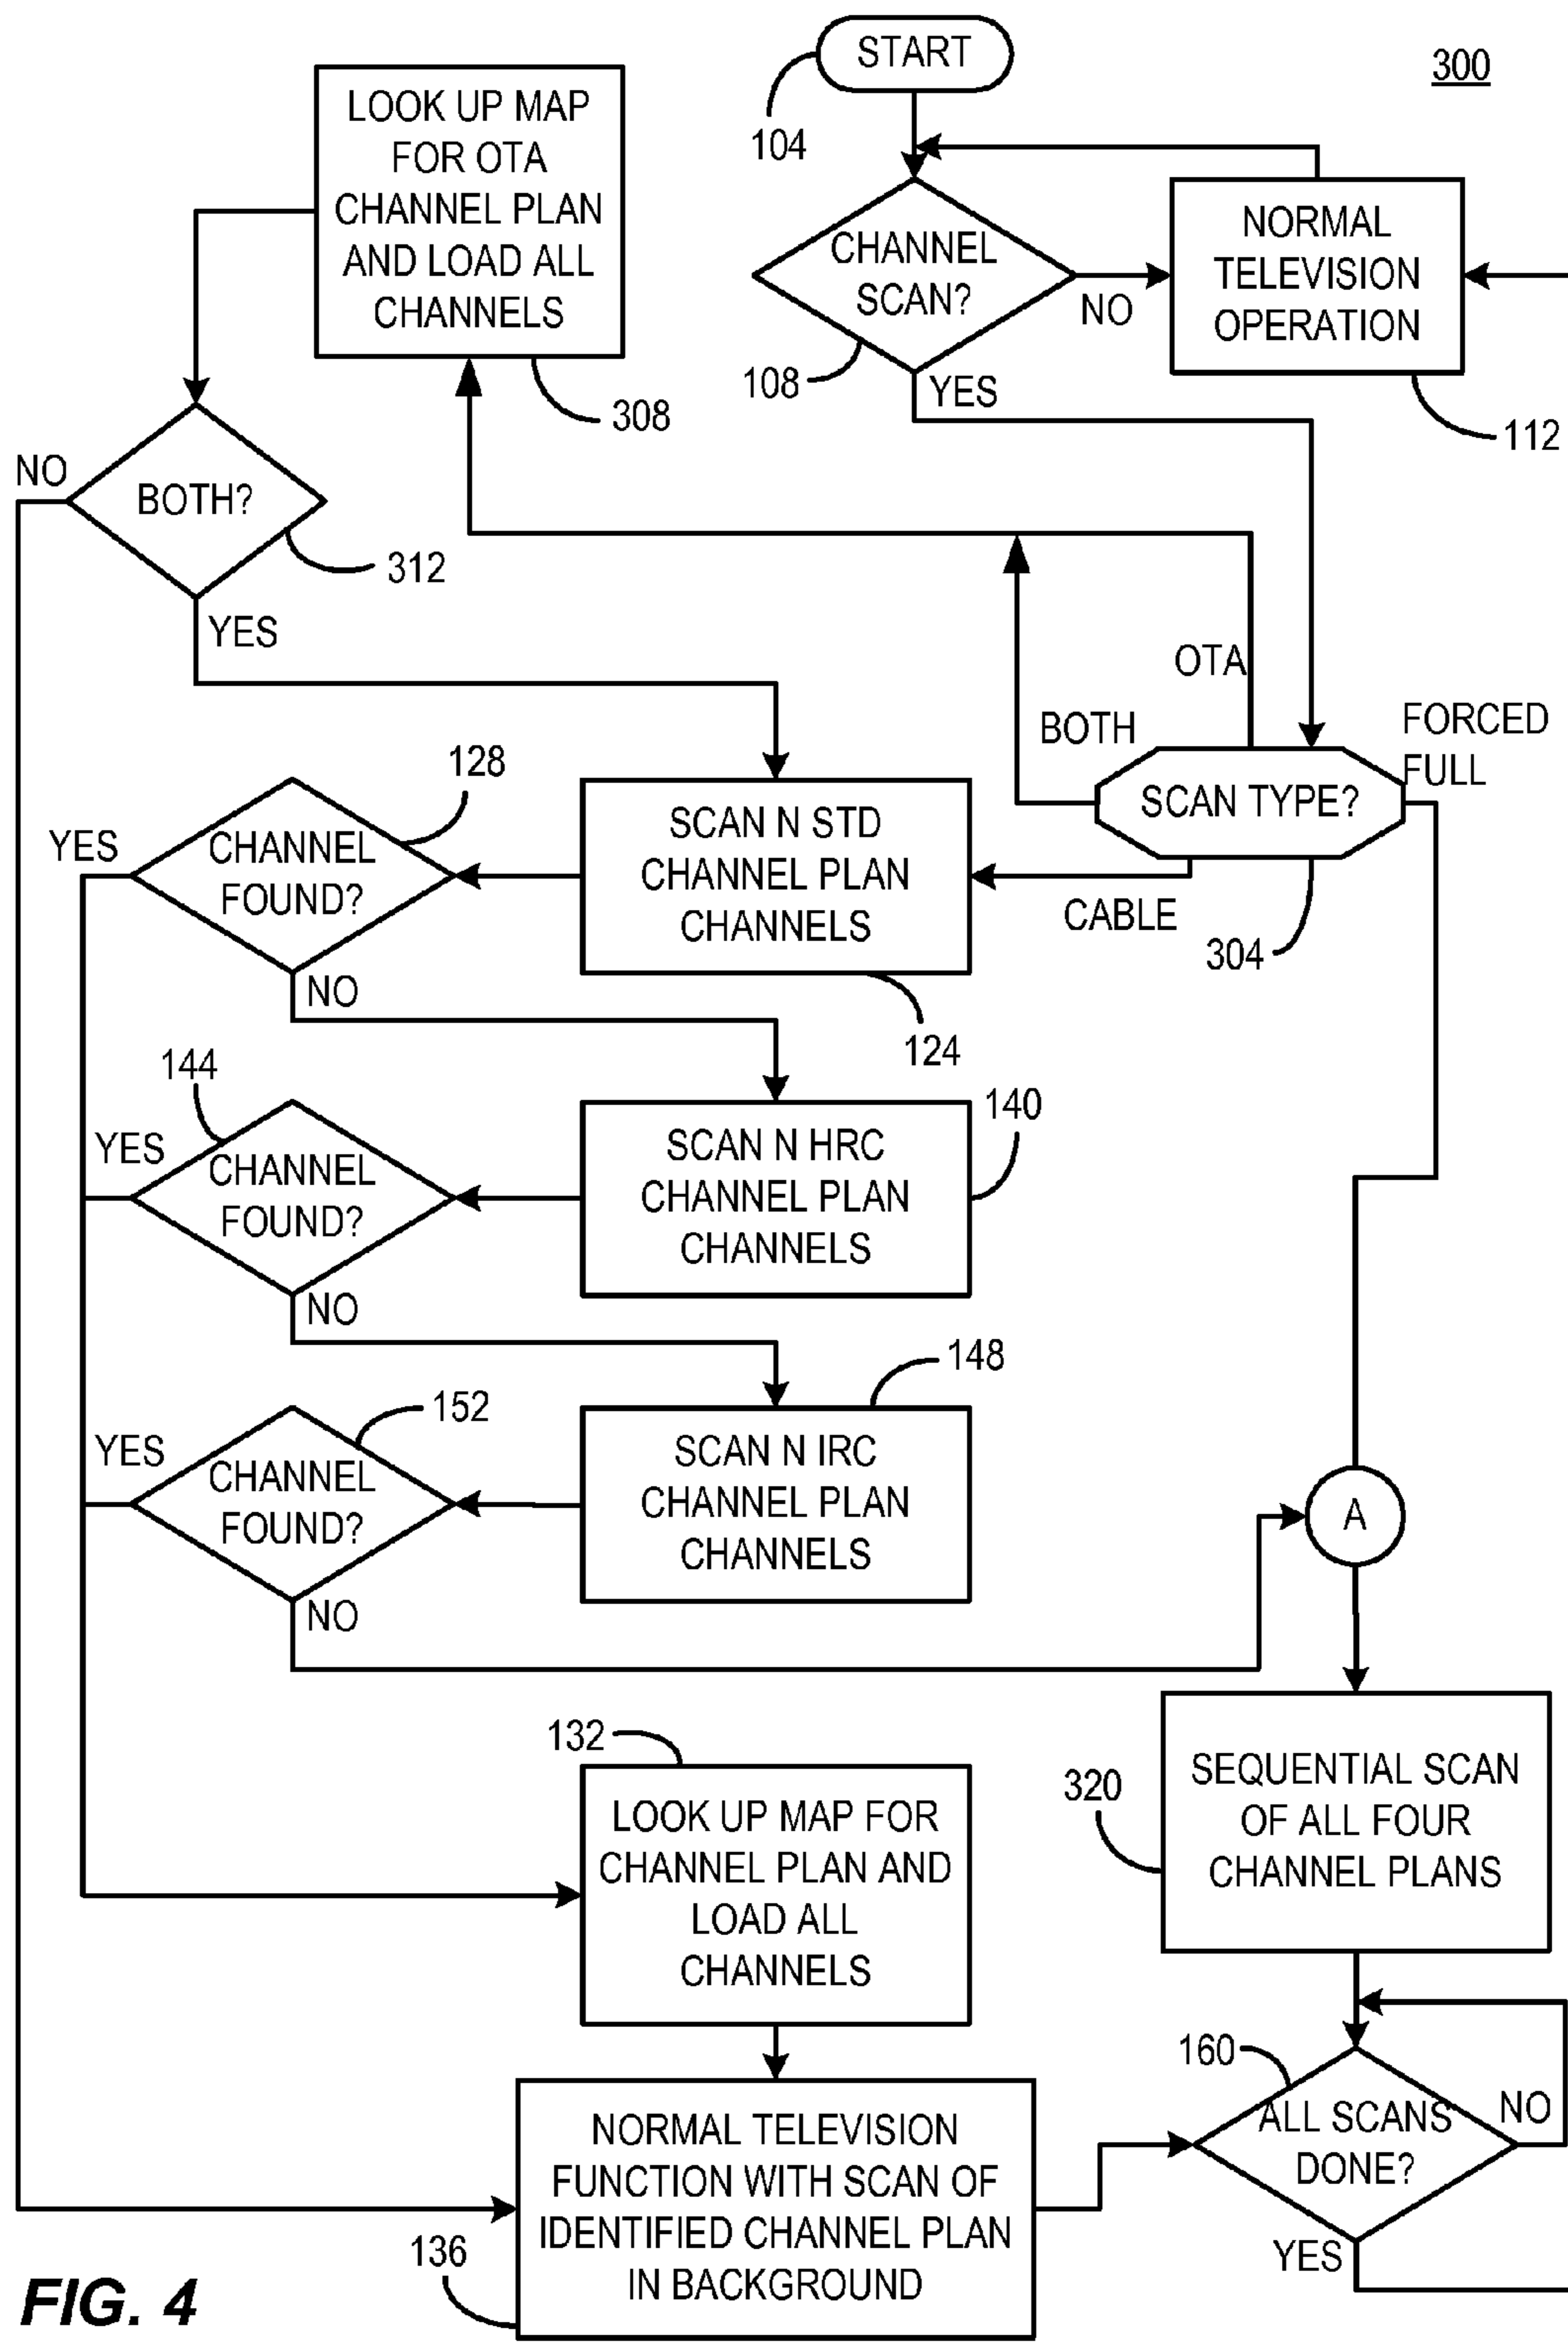 START
300
104
LOOK UP MAP
FOR OTA
CHANNEL PLAN
AND LOAD ALL
CHANNELS
308
CHANNEL
SCAN?
108
NO
YES
NORMAL
TELEVISION
OPERATION
112
NO
BOTH?
312
YES
OTA
BOTH
FORCED
FULL
SCAN TYPE?
304
CABLE
SCAN N STD
CHANNEL PLAN
CHANNELS
124
128
YES
CHANNEL
FOUND?
NO
144
YES
CHANNEL
FOUND?
NO
SCAN N HRC
CHANNEL PLAN
CHANNELS
140
148
SCAN N IRC
CHANNEL PLAN
CHANNELS
152
YES
CHANNEL
FOUND?
NO
A
132
LOOK UP MAP FOR
CHANNEL PLAN AND
LOAD ALL
CHANNELS
320
SEQUENTIAL SCAN
OF ALL FOUR
CHANNEL PLANS
160
ALL SCANS
DONE?
NO
YES
NORMAL TELEVISION
FUNCTION WITH SCAN OF
IDENTIFIED CHANNEL PLAN
IN BACKGROUND
136
FIG. 4